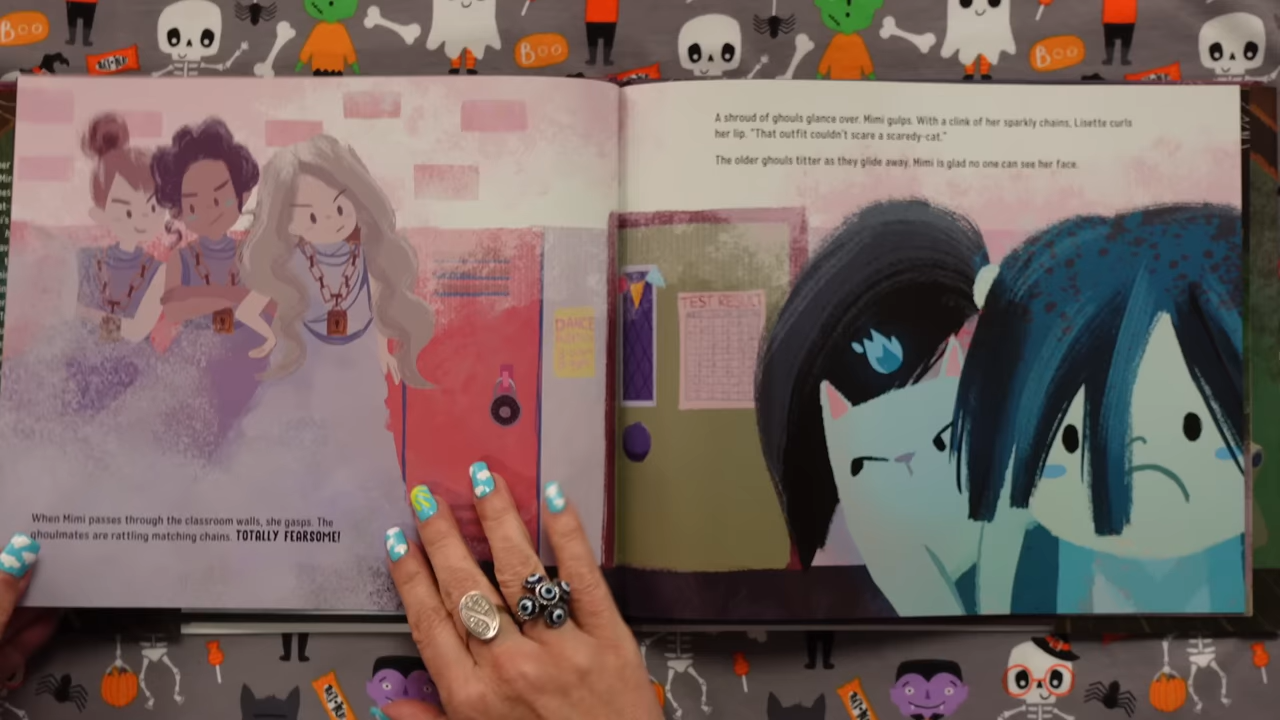 BOO
BOO
BOO
When Mimi passes through the classroom walls, she gasps. The
ghoulmates are rattling matching chains. TOTALLY FEARSOME!
DANCE
A shroud of ghouls glance over. Mimi gulps. With a clink of her sparkly chains, Lisette curls
her lip. "That outfit couldn't scare a scaredy-cat."
The older ghouls titter as they glide away. Mimi is glad no one can see her face.
TEST RESULT